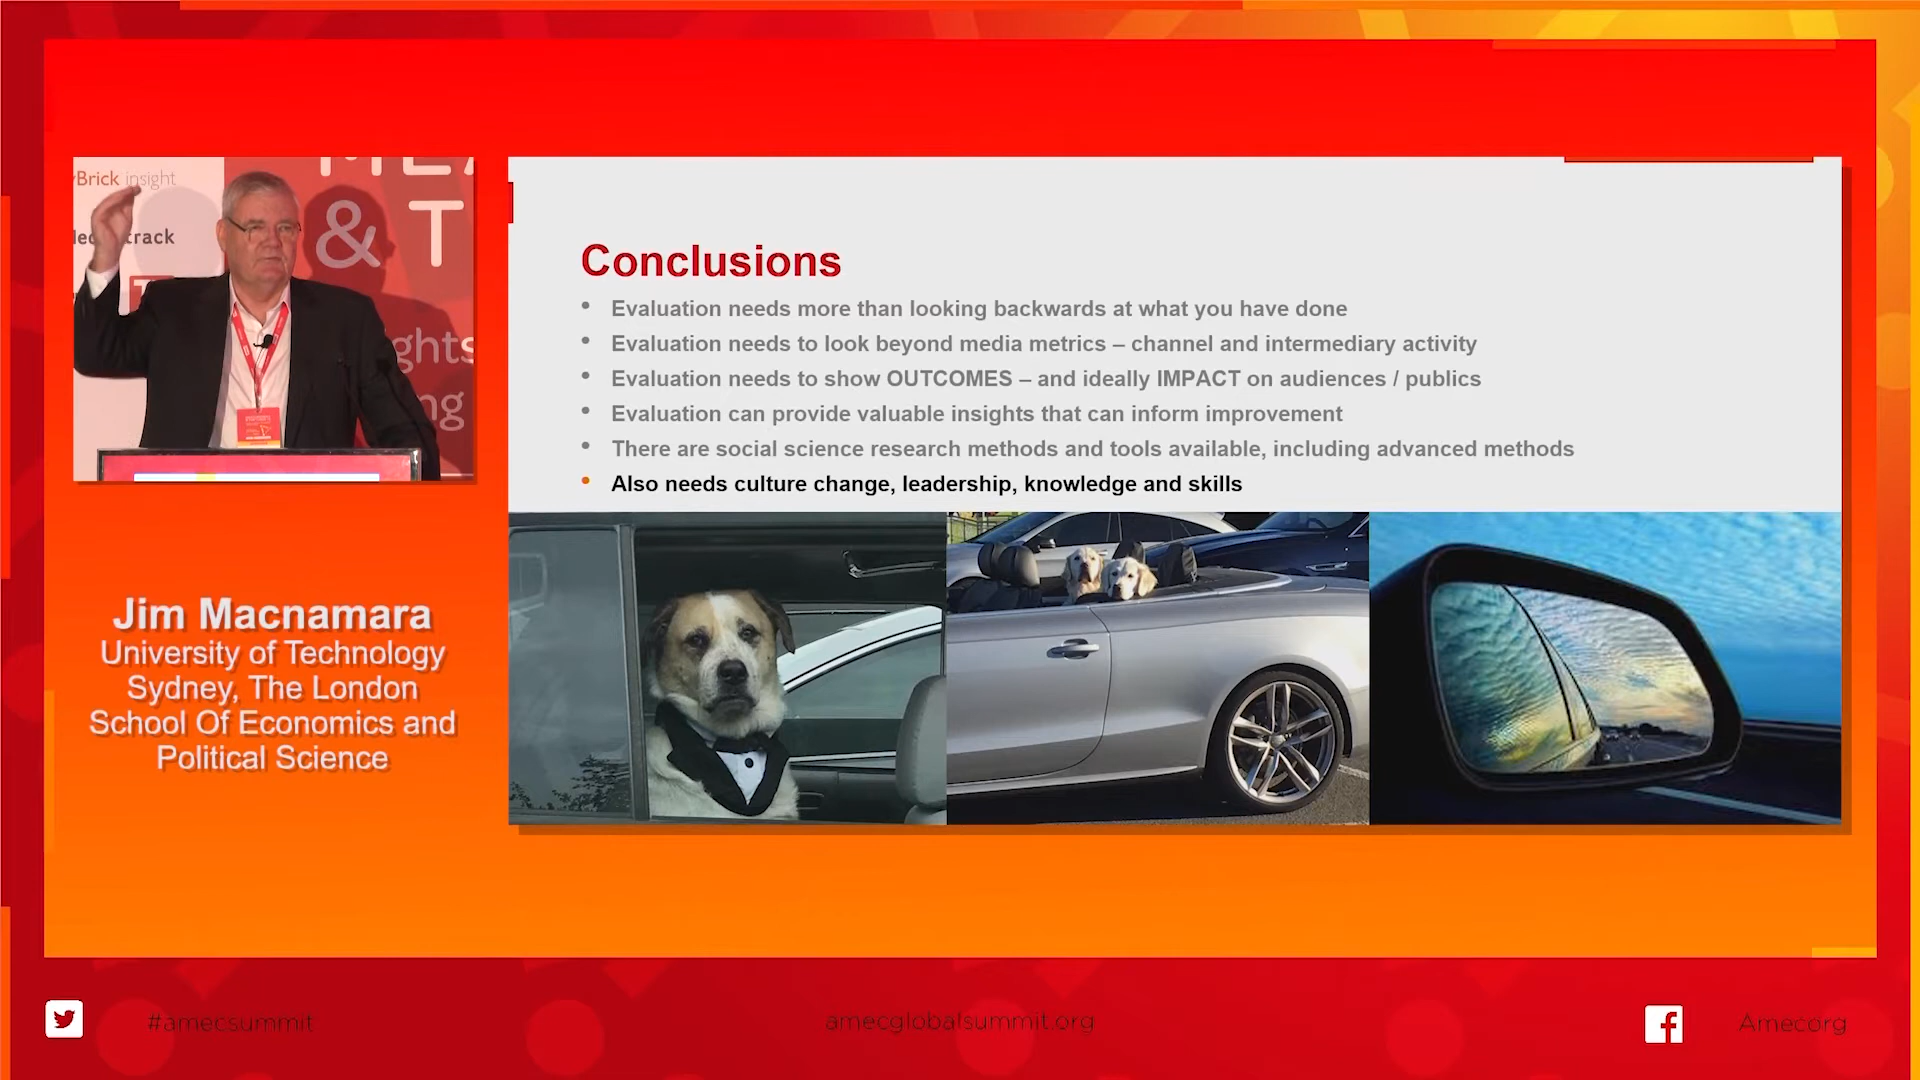 Brick insight
track
& T
ghts
ng
Conclusions
• Evaluation needs more than looking backwards at what you have done
• Evaluation needs to look beyond media metrics – channel and intermediary activity
• Evaluation needs to show OUTCOMES – and ideally IMPACT on audiences / publics
• Evaluation can provide valuable insights that can inform improvement
• There are social science research methods and tools available, including advanced methods
• Also needs culture change, leadership, knowledge and skills
Jim Macnamara
University of Technology
Sydney, The London
School Of Economics and
Political Science
#amecsummit
amecglobalsummit.org
Amecorg